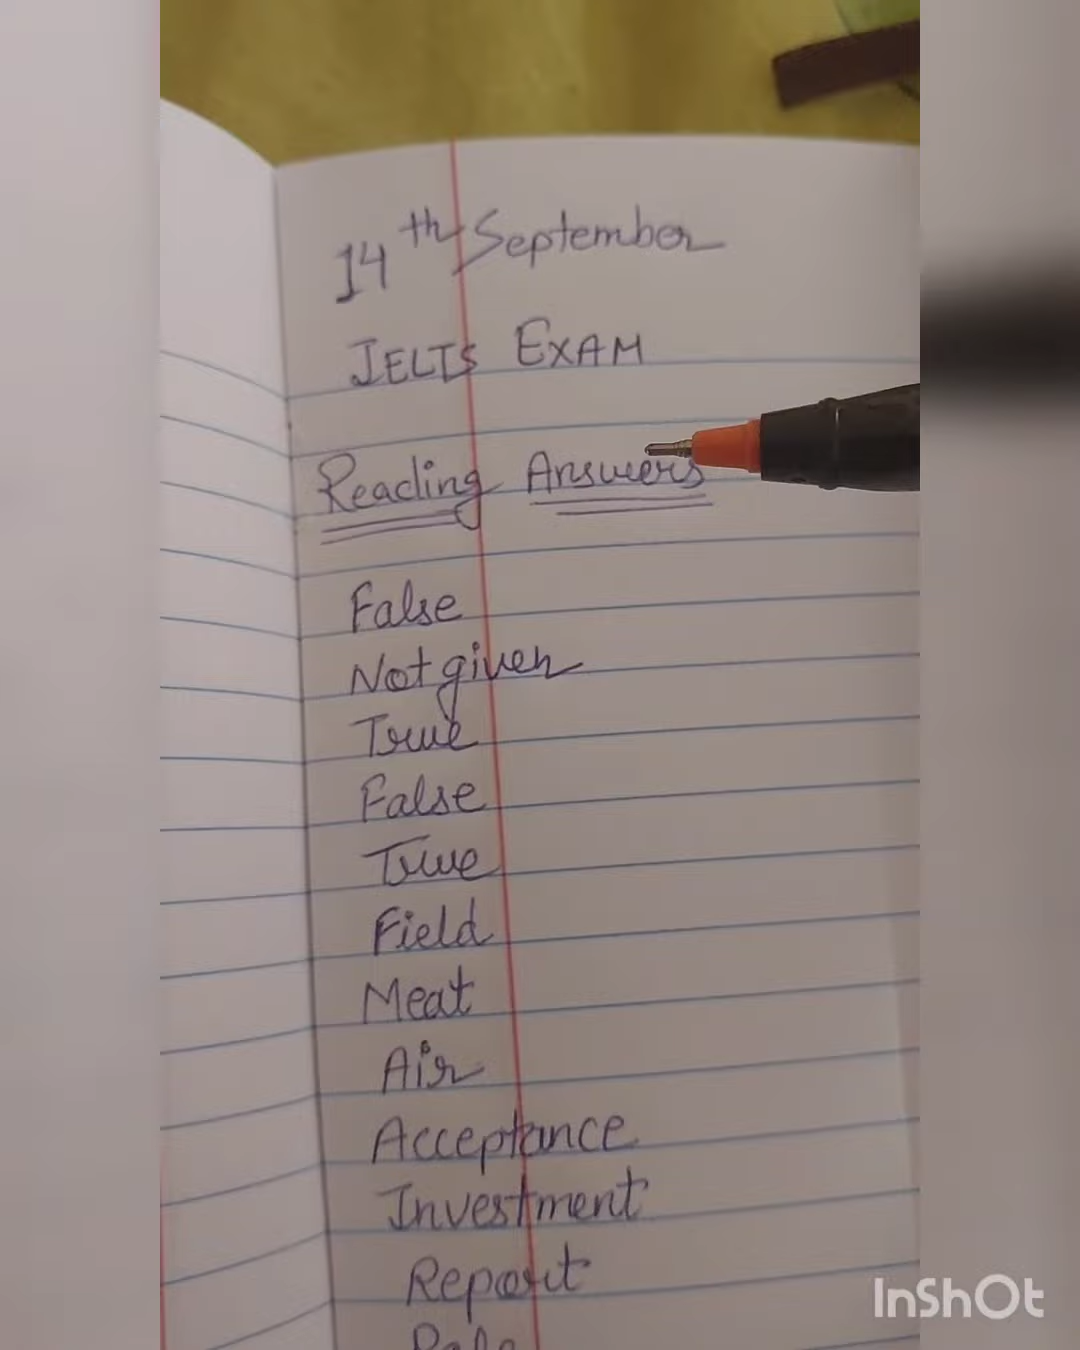 14th September
IELTS EXAM
Reading Answers
False
Not given
True
False
True
Field
Meat
Air
Acceptance
Investment
Report
InShOt